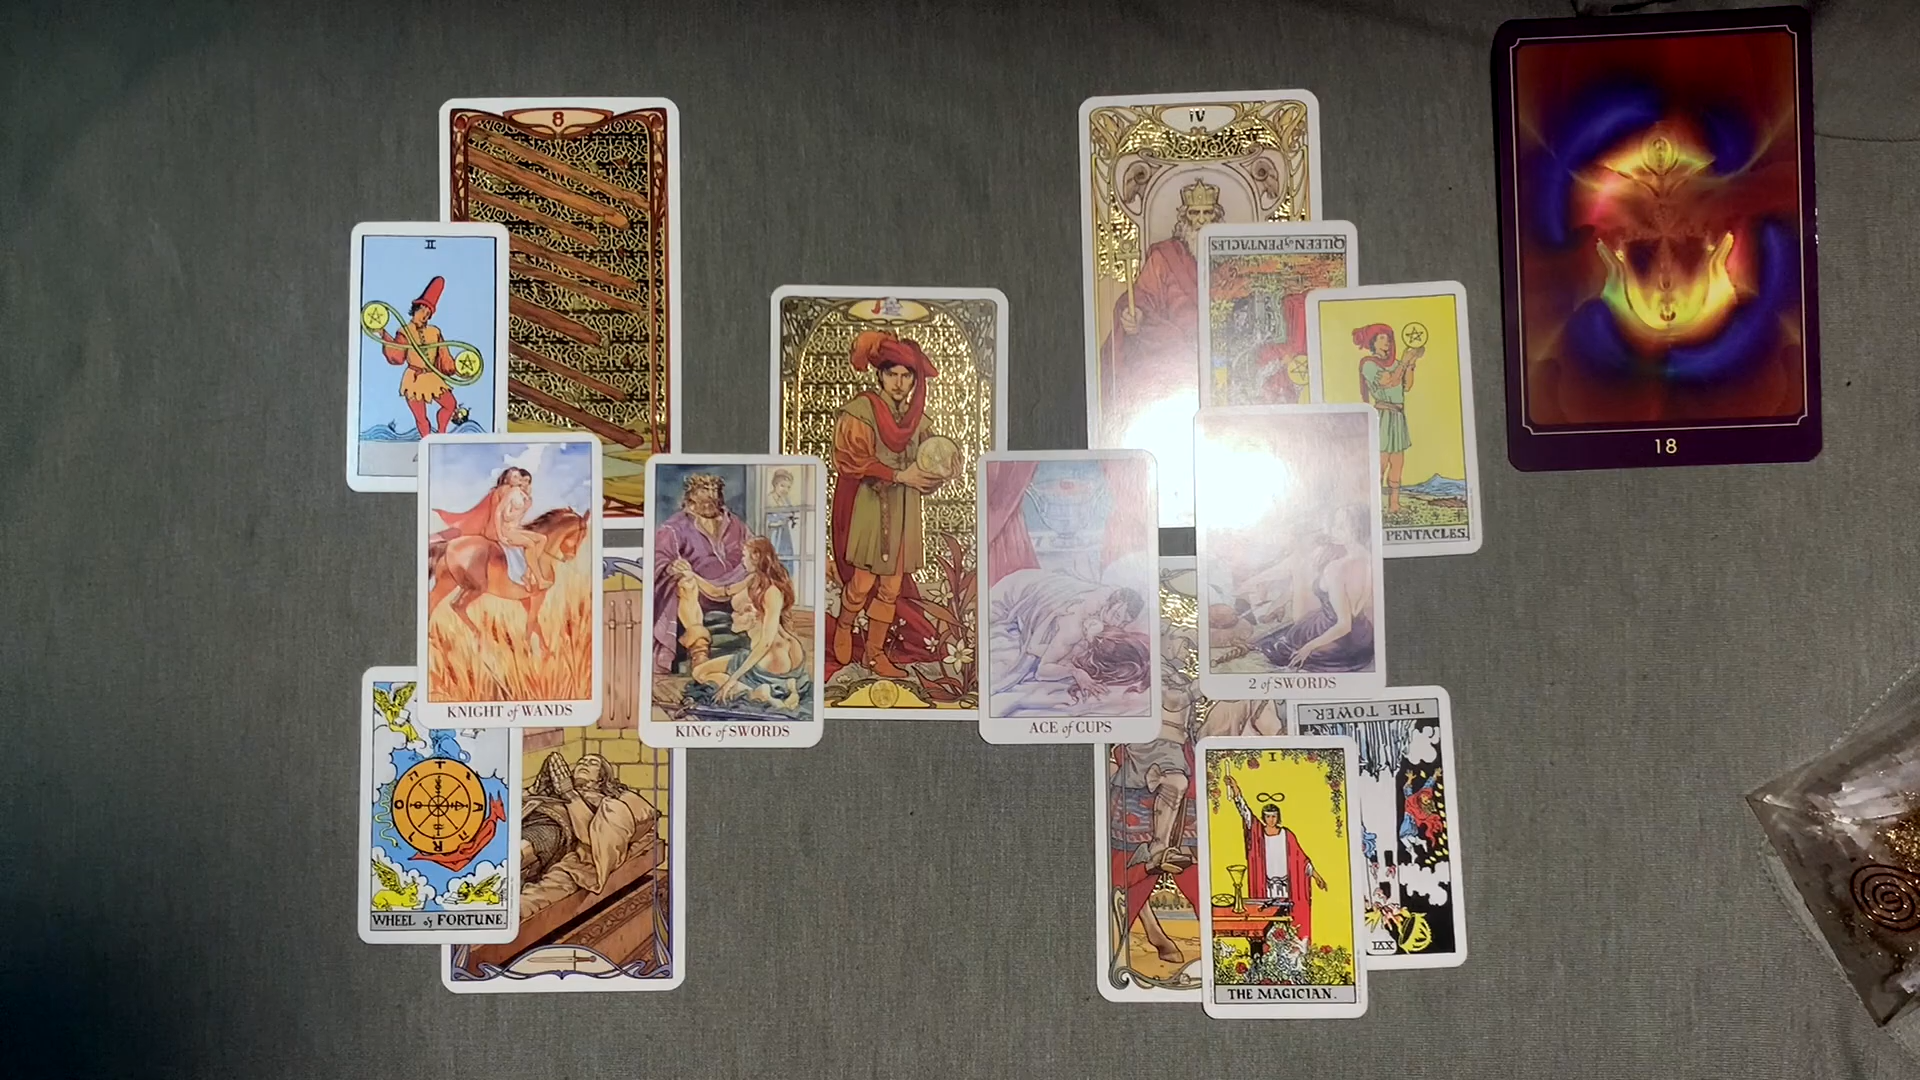 8
IV
II
QUEEN of PENTACLES
PENTACLES.
18
KNIGHT of WANDS
KING of SWORDS
ACE of CUPS
2 of SWORDS
THE TOWER.
XVI
I
WHEEL of FORTUNE.
THE MAGICIAN.